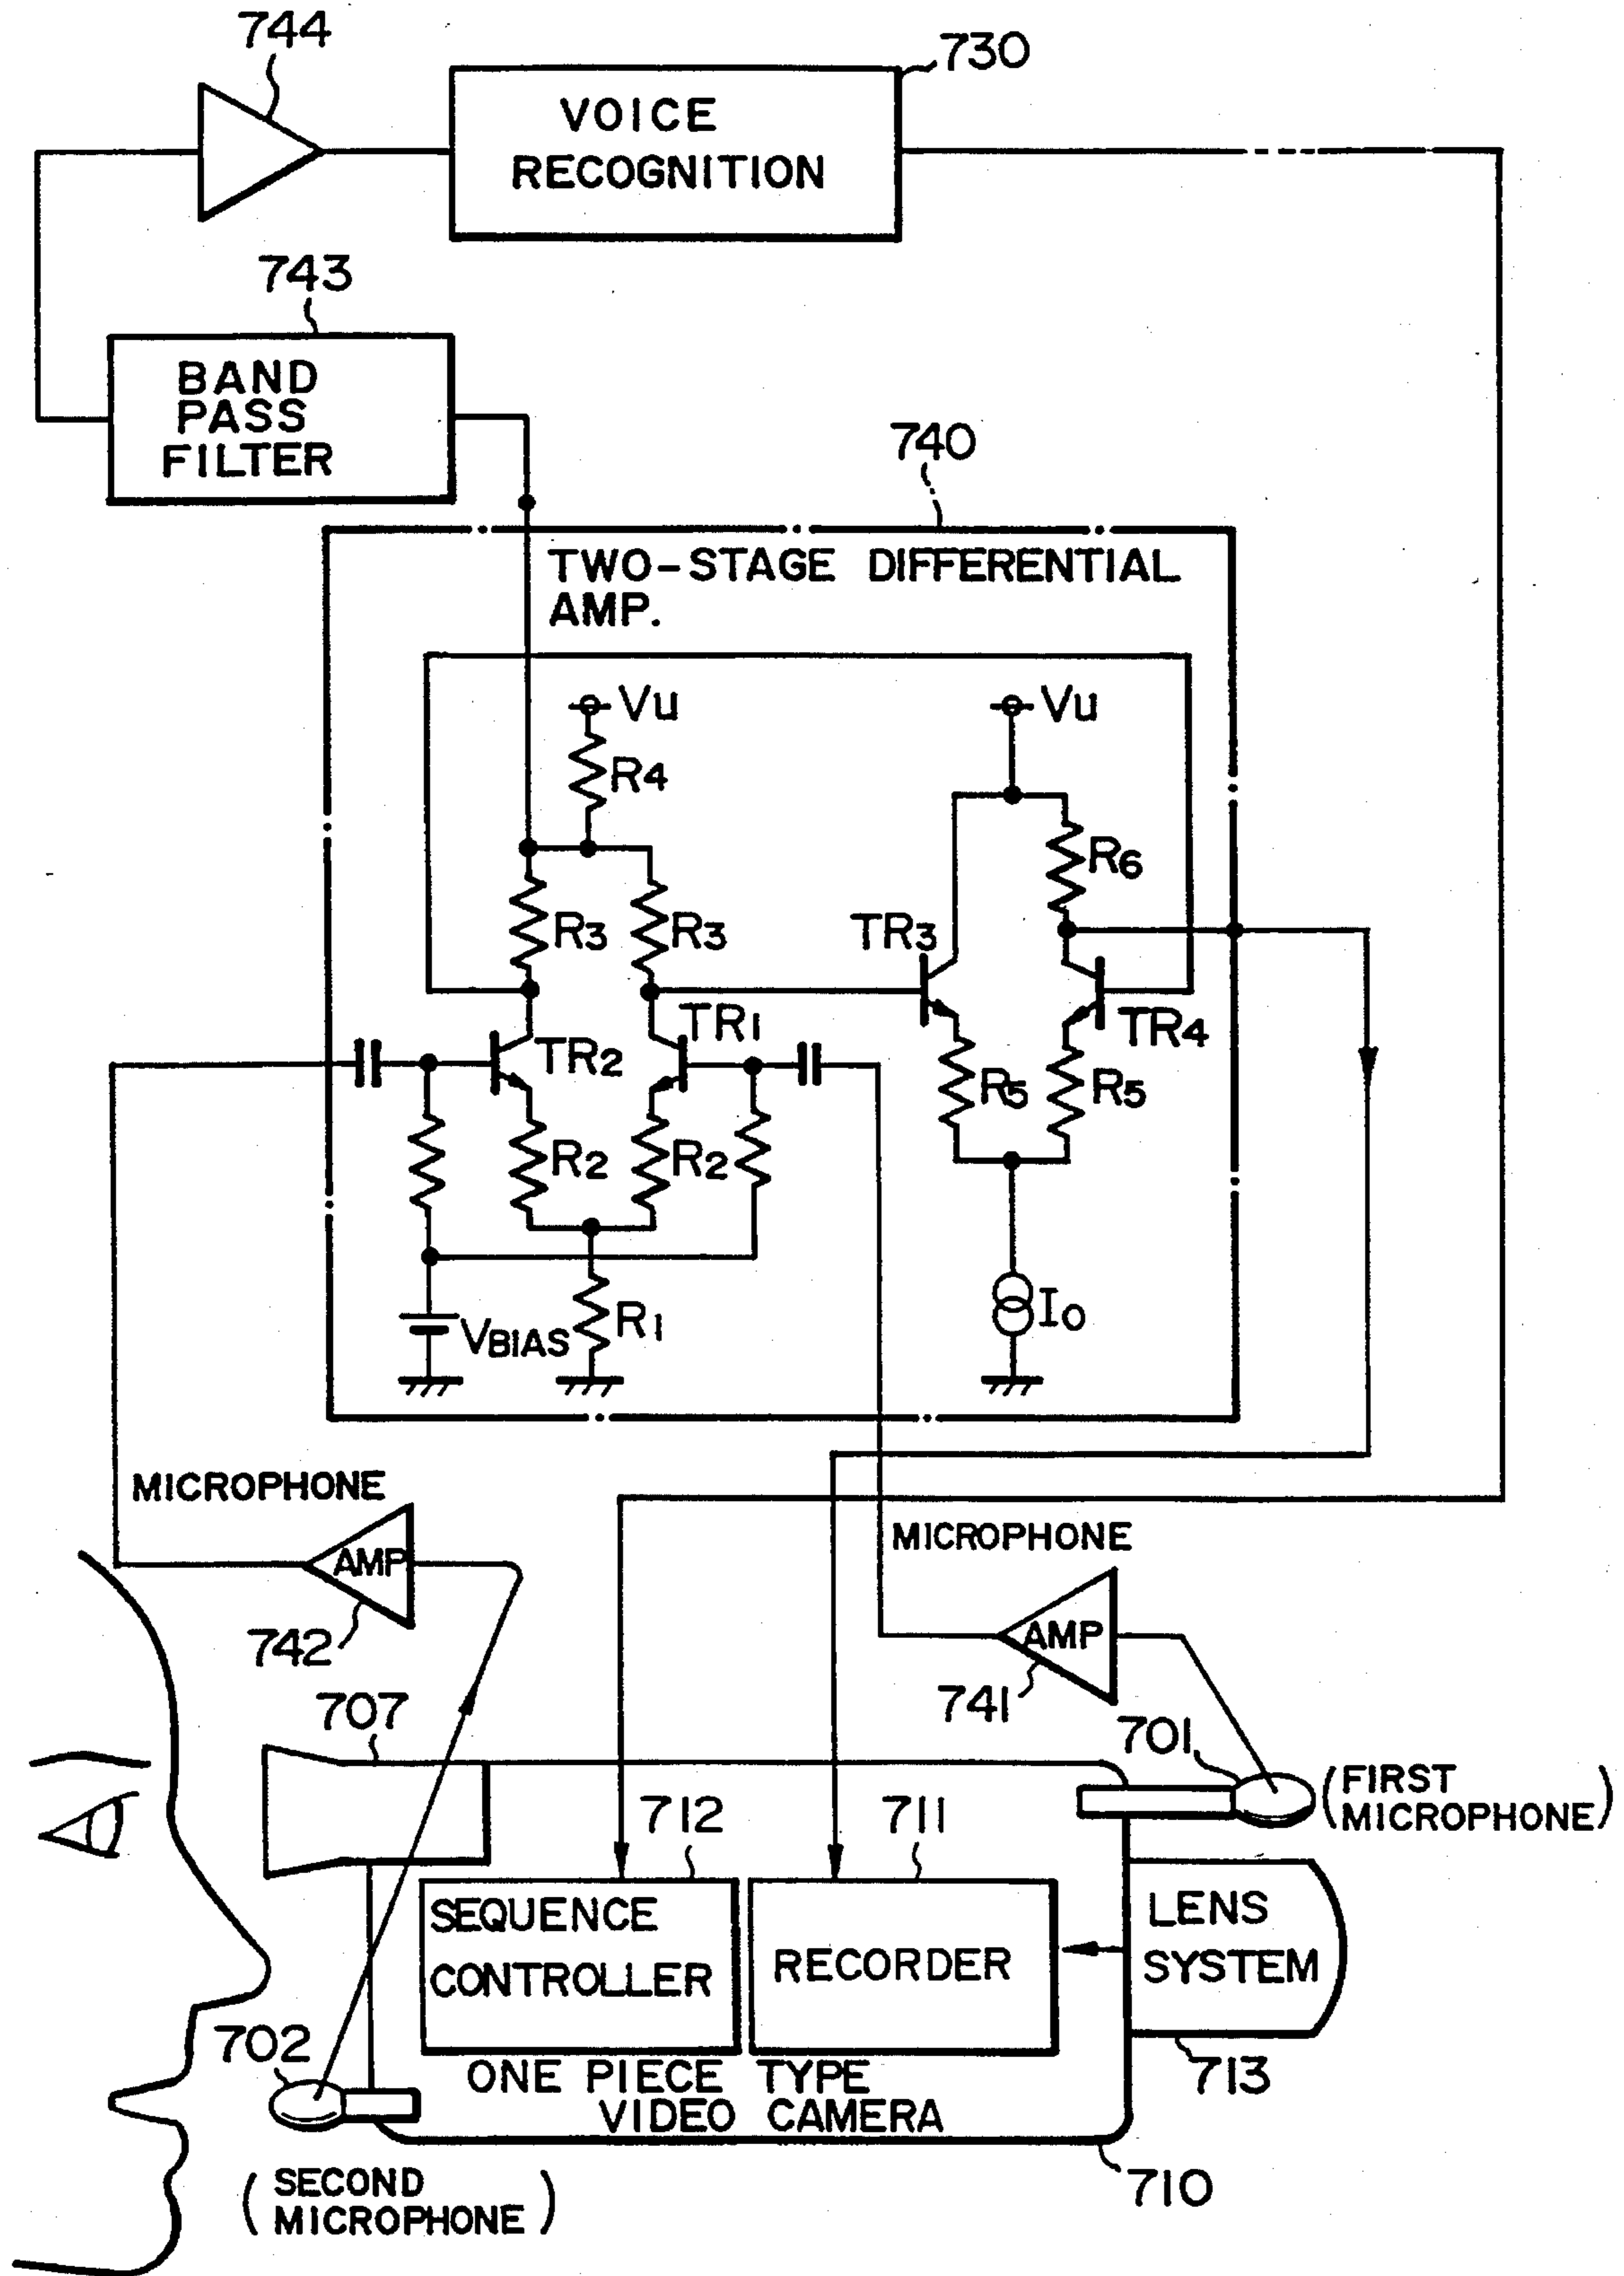 744
730
VOICE
RECOGNITION
743
BAND
PASS
FILTER
740
TWO-STAGE DIFFERENTIAL
AMP.
Vu
Vu
R4
R6
R3
R3
TR3
TR1
TR2
TR4
R5
R5
R2
R2
VBIAS
R1
I0
MICROPHONE
MICROPHONE
AMP
742
AMP
741
707
701
(FIRST
MICROPHONE)
712
711
SEQUENCE
CONTROLLER
RECORDER
LENS
SYSTEM
702
713
ONE PIECE TYPE
VIDEO CAMERA
710
(SECOND
MICROPHONE)